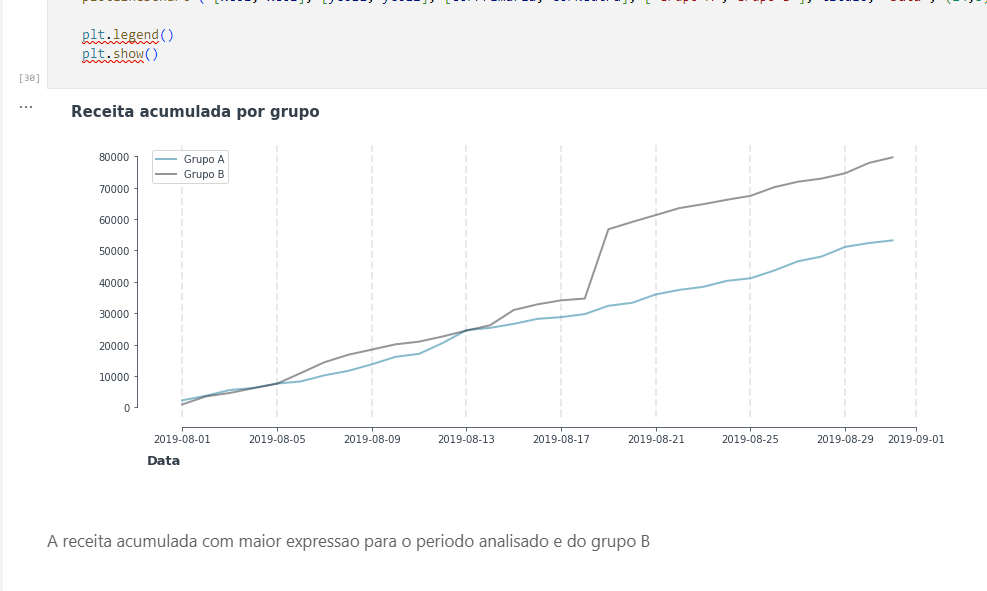 plt.legend()
plt.show()
[30]
...
Receita acumulada por grupo
Grupo A
Grupo B
80000
70000
60000
50000
40000
30000
20000
10000
0
2019-08-01 2019-08-05 2019-08-09 2019-08-13 2019-08-17 2019-08-21 2019-08-25 2019-08-29 2019-09-01
Data
A receita acumulada com maior expressao para o periodo analisado e do grupo B